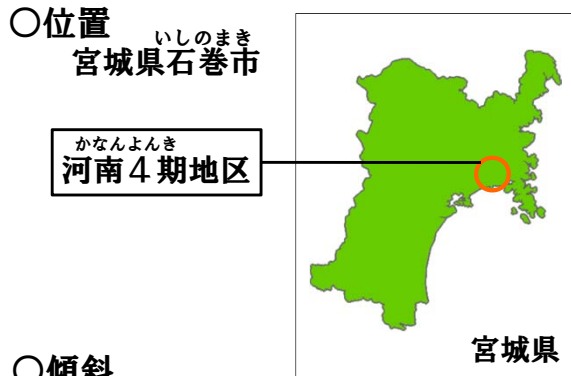 ○位置
いしのまき
宮城県石巻市
かなんよんき
河南４期地区
宮城県
○傾斜